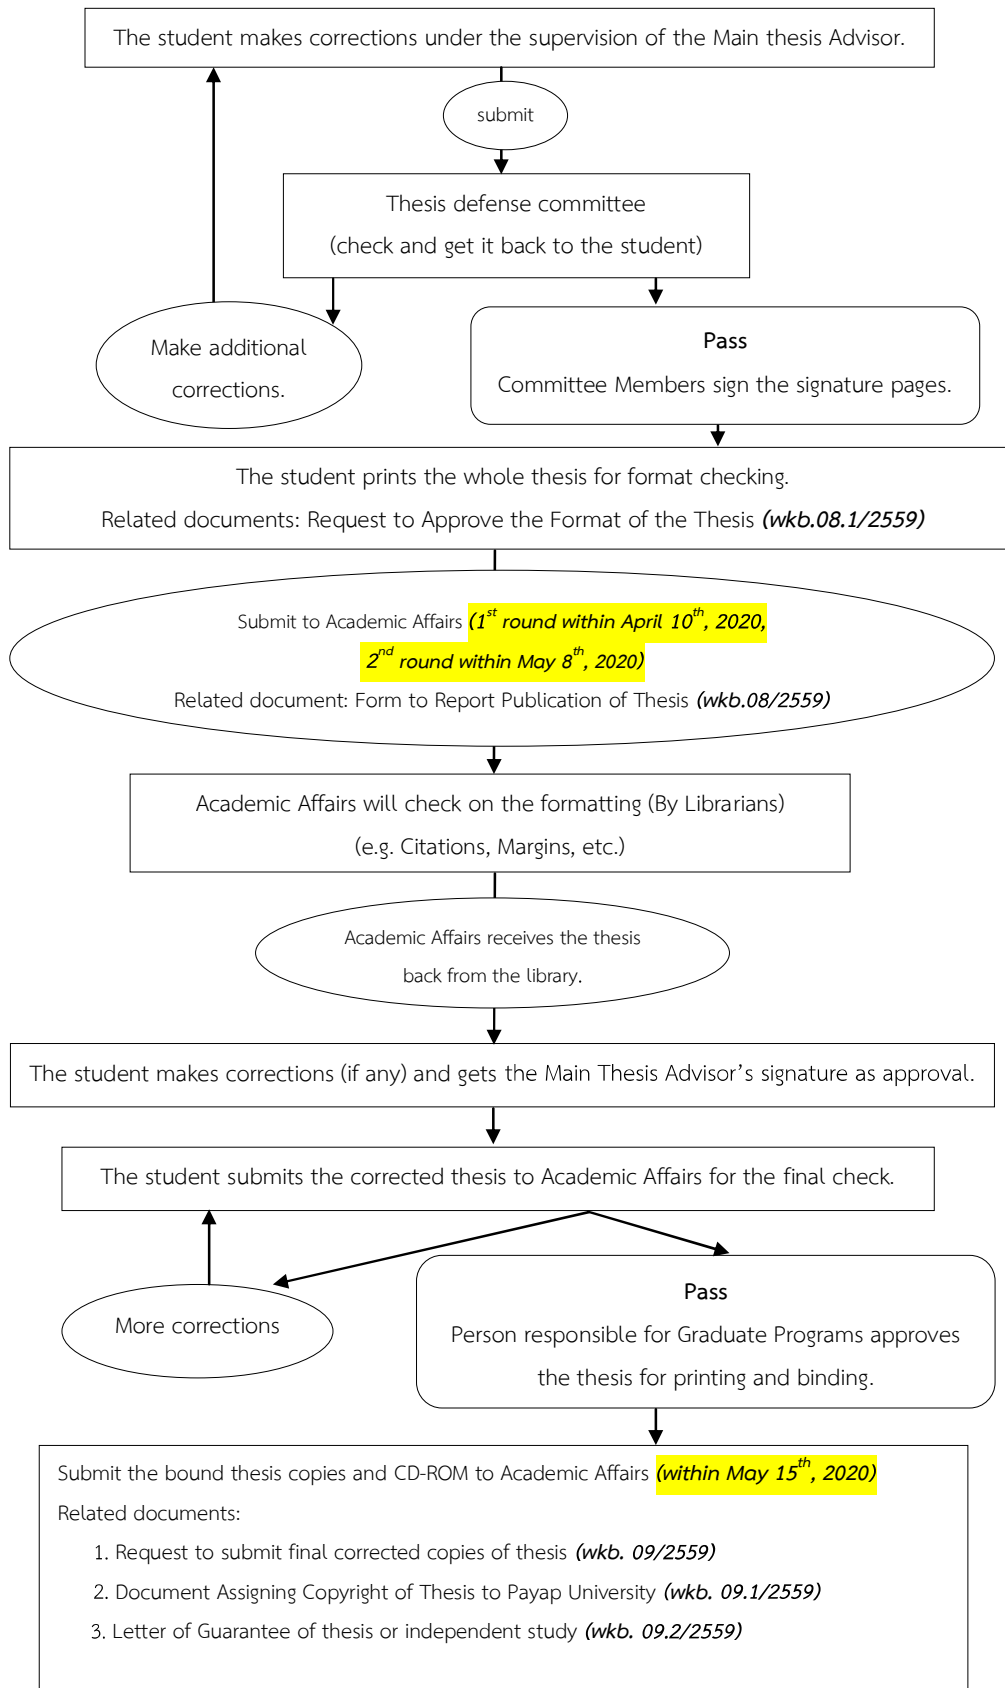 The student makes corrections under the supervision of the Main thesis Advisor.
submit
Thesis defense committee
(check and get it back to the student)
Make additional
corrections.
Pass
Committee Members sign the signature pages.
The student prints the whole thesis for format checking.
Related documents: Request to Approve the Format of the Thesis (wkb.08.1/2559)
Submit to Academic Affairs (1st round within April 10th, 2020,
2nd round within May 8th, 2020)
Related document: Form to Report Publication of Thesis (wkb.08/2559)
Academic Affairs will check on the formatting (By Librarians)
(e.g. Citations, Margins, etc.)
Academic Affairs receives the thesis
back from the library.
The student makes corrections (if any) and gets the Main Thesis Advisor’s signature as approval.
The student submits the corrected thesis to Academic Affairs for the final check.
More corrections
Pass
Person responsible for Graduate Programs approves
the thesis for printing and binding.
Submit the bound thesis copies and CD-ROM to Academic Affairs (within May 15th, 2020)
Related documents:
1. Request to submit final corrected copies of thesis (wkb. 09/2559)
2. Document Assigning Copyright of Thesis to Payap University (wkb. 09.1/2559)
3. Letter of Guarantee of thesis or independent study (wkb. 09.2/2559)